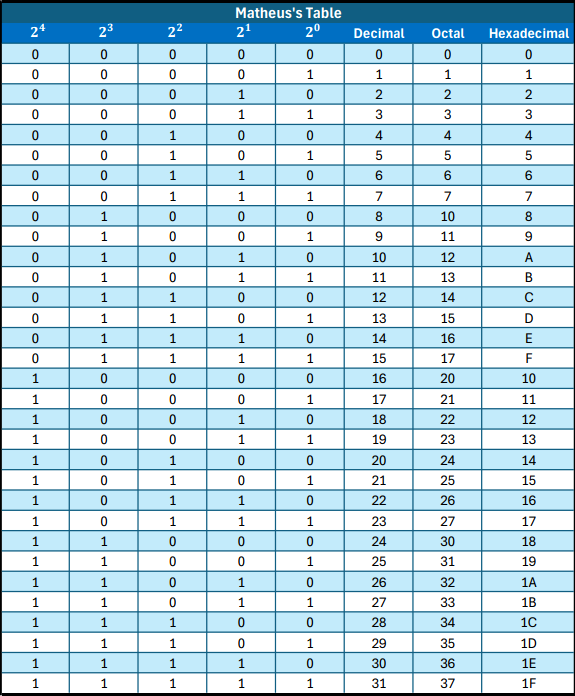 Matheus's Table
2⁴ 2³ 2² 2¹ 2⁰ Decimal Octal Hexadecimal
0 0 0 0 0 0 0 0
0 0 0 0 1 1 1 1
0 0 0 1 0 2 2 2
0 0 0 1 1 3 3 3
0 0 1 0 0 4 4 4
0 0 1 0 1 5 5 5
0 0 1 1 0 6 6 6
0 0 1 1 1 7 7 7
0 1 0 0 0 8 10 8
0 1 0 0 1 9 11 9
0 1 0 1 0 10 12 A
0 1 0 1 1 11 13 B
0 1 1 0 0 12 14 C
0 1 1 0 1 13 15 D
0 1 1 1 0 14 16 E
0 1 1 1 1 15 17 F
1 0 0 0 0 16 20 10
1 0 0 0 1 17 21 11
1 0 0 1 0 18 22 12
1 0 0 1 1 19 23 13
1 0 1 0 0 20 24 14
1 0 1 0 1 21 25 15
1 0 1 1 0 22 26 16
1 0 1 1 1 23 27 17
1 1 0 0 0 24 30 18
1 1 0 0 1 25 31 19
1 1 0 1 0 26 32 1A
1 1 0 1 1 27 33 1B
1 1 1 0 0 28 34 1C
1 1 1 0 1 29 35 1D
1 1 1 1 0 30 36 1E
1 1 1 1 1 31 37 1F